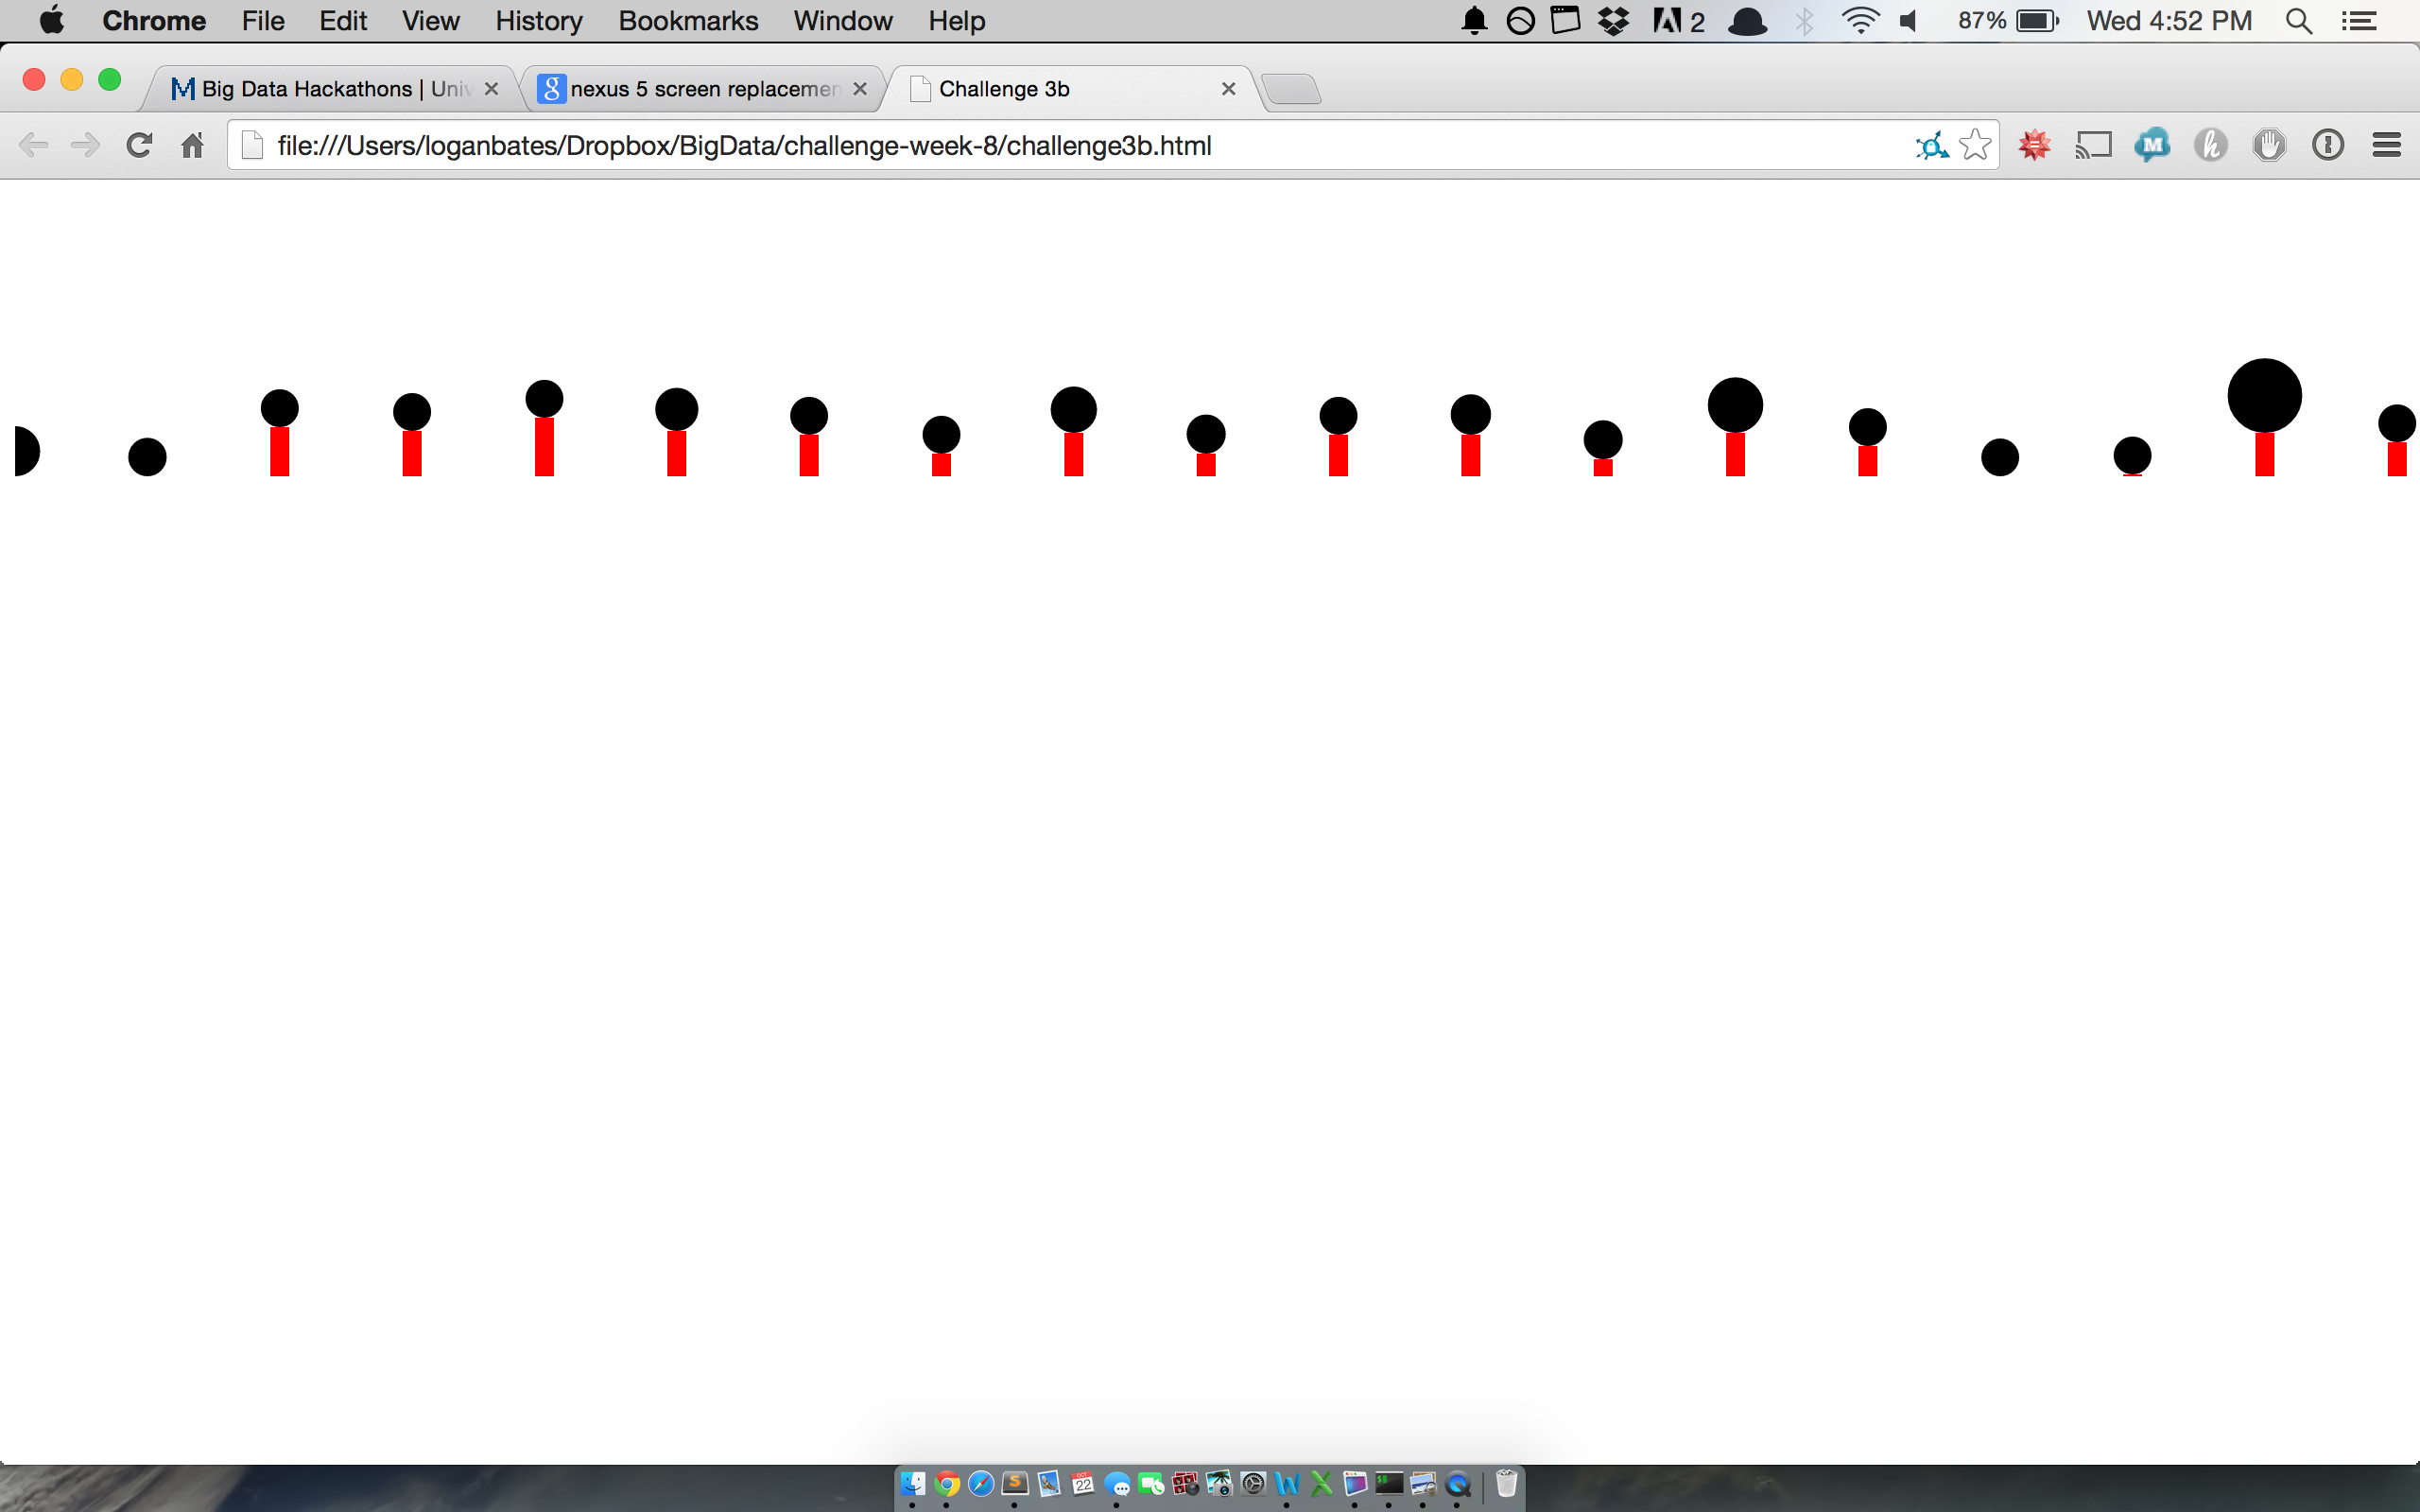 Chrome File Edit View History Bookmarks Window Help 2 87% Wed 4:52 PM
Big Data Hackathons | Univ nexus 5 screen replacemen Challenge 3b
file:///Users/loganbates/Dropbox/BigData/challenge-week-8/challenge3b.html
22